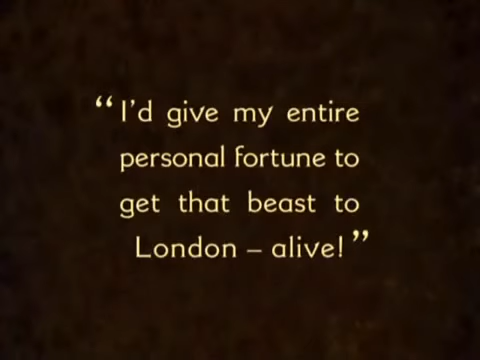 “I’d give my entire
personal fortune to
get that beast to
London – alive!”